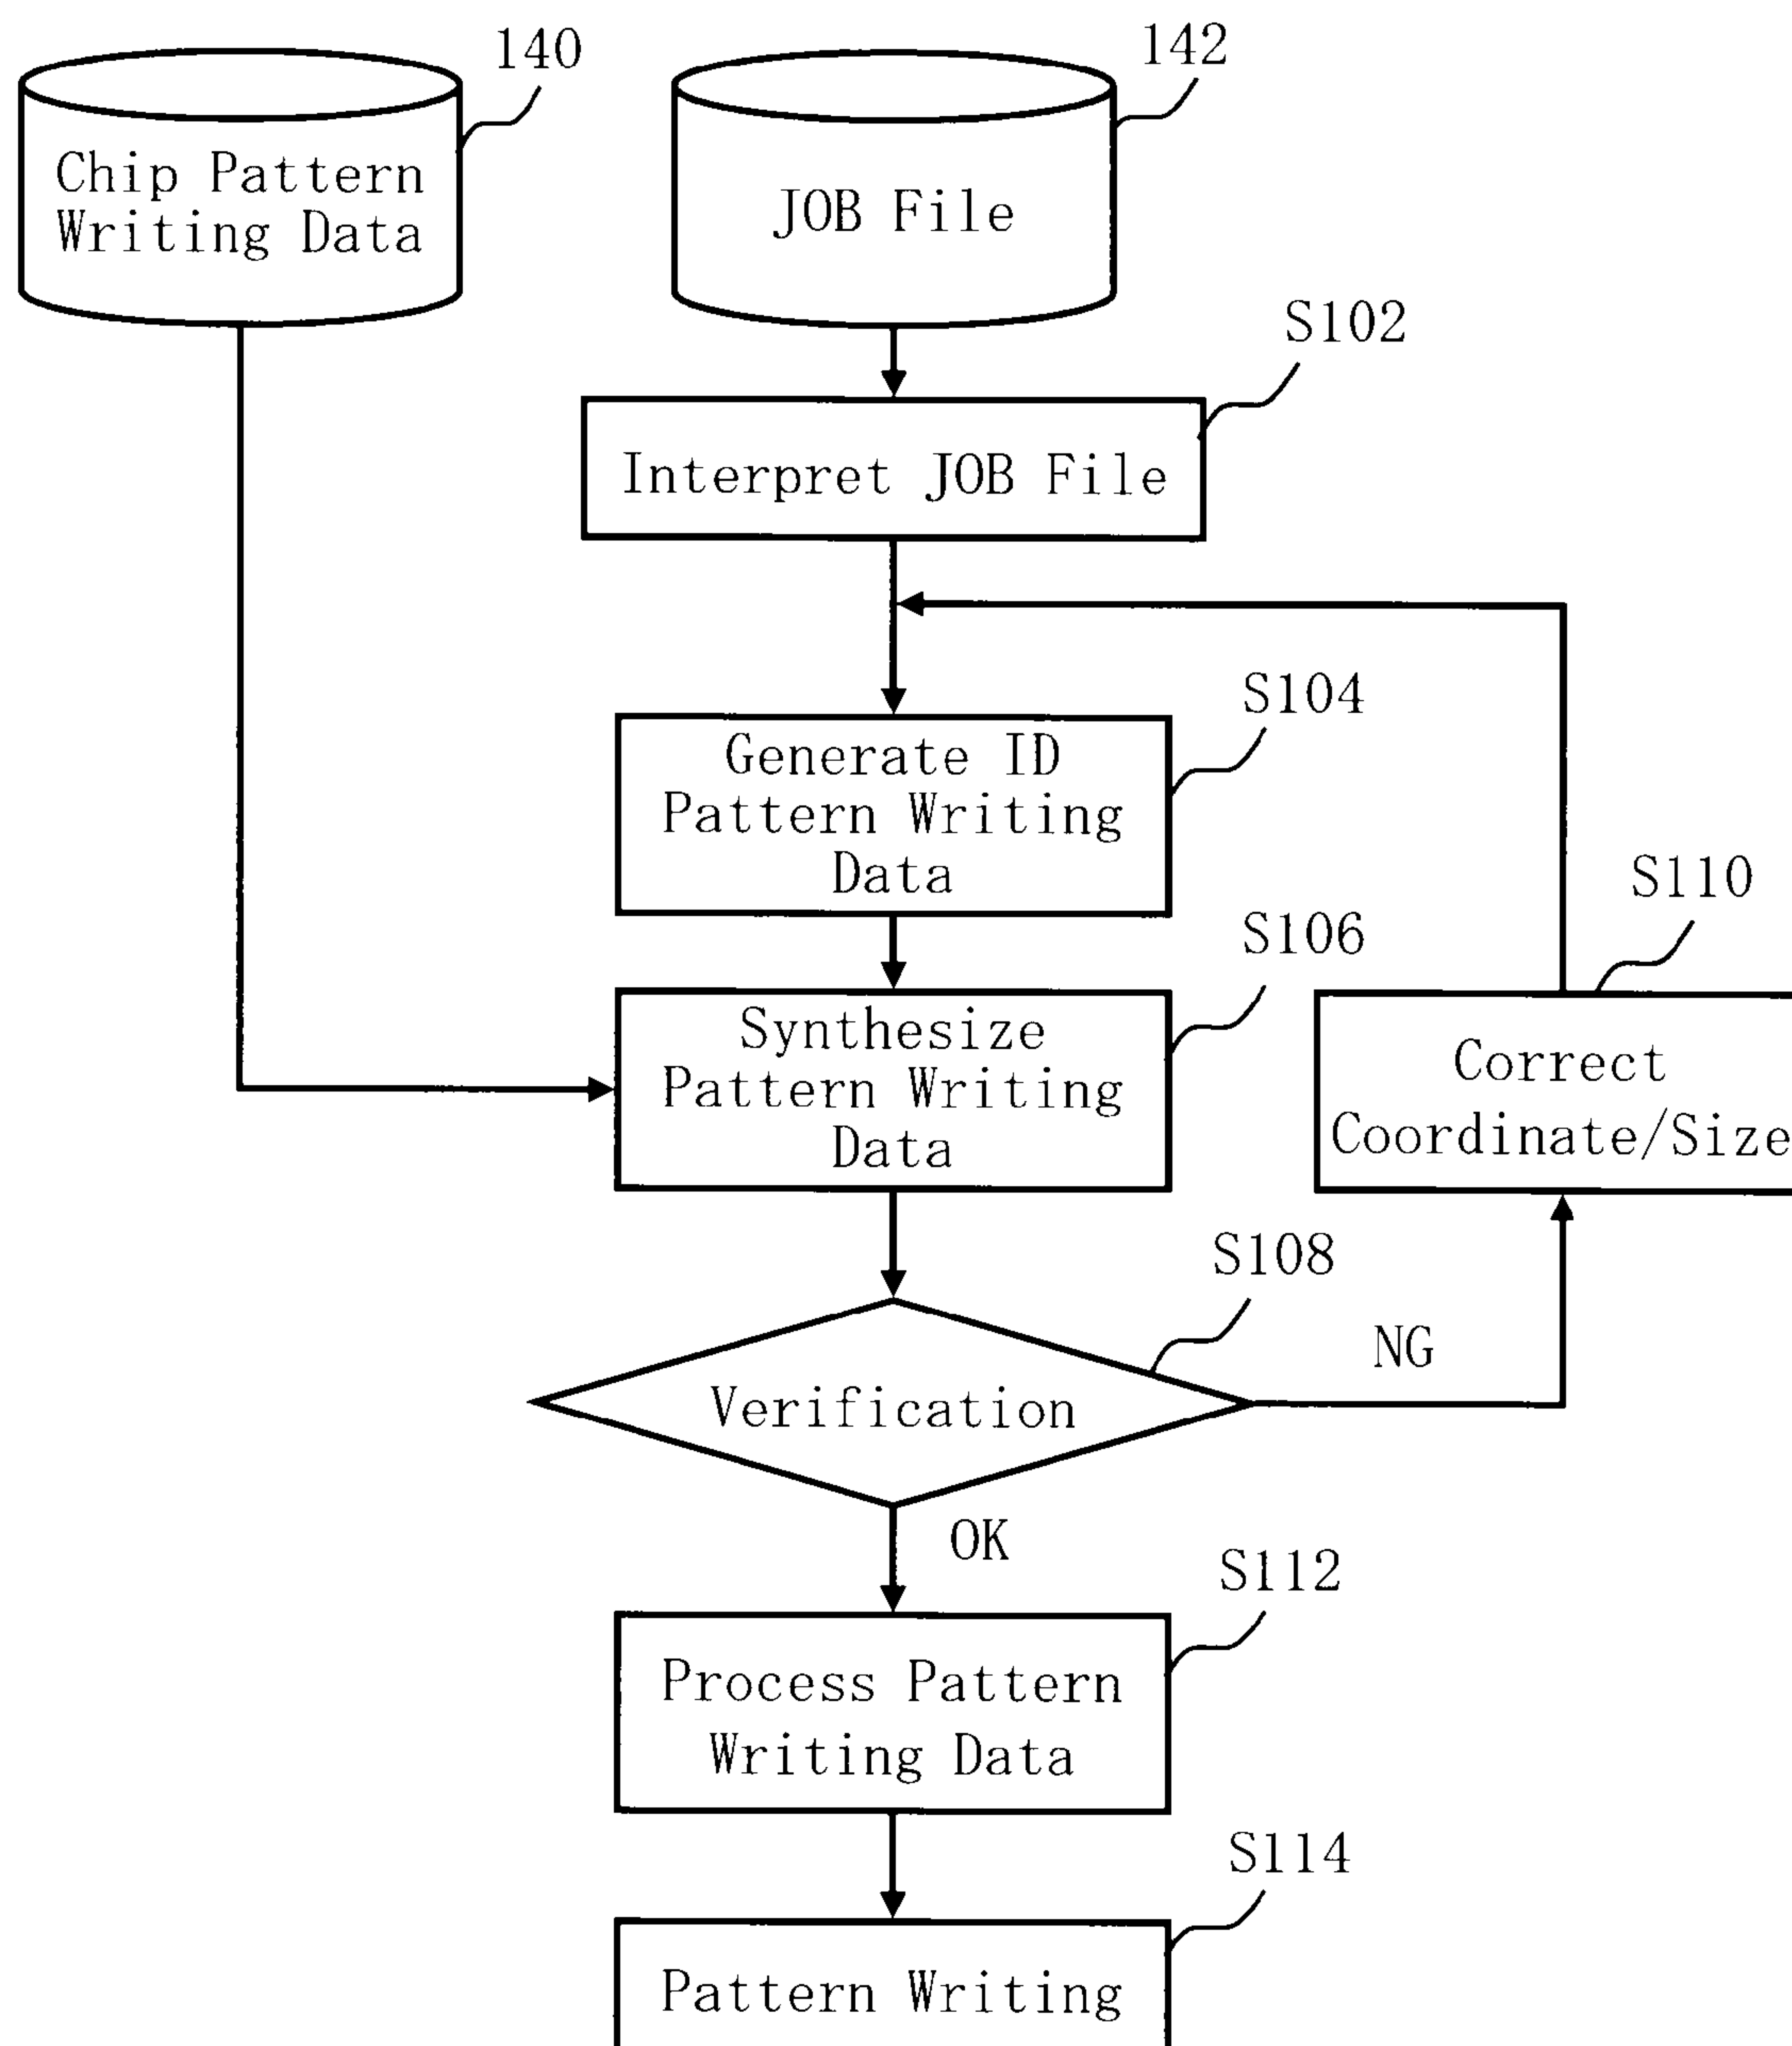 140
142
Chip Pattern
Writing Data
JOB File
S102
Interpret JOB File
S104
Generate ID
Pattern Writing
Data
S110
S106
Synthesize
Pattern Writing
Data
Correct
Coordinate/Size
S108
NG
Verification
OK
S112
Process Pattern
Writing Data
S114
Pattern Writing